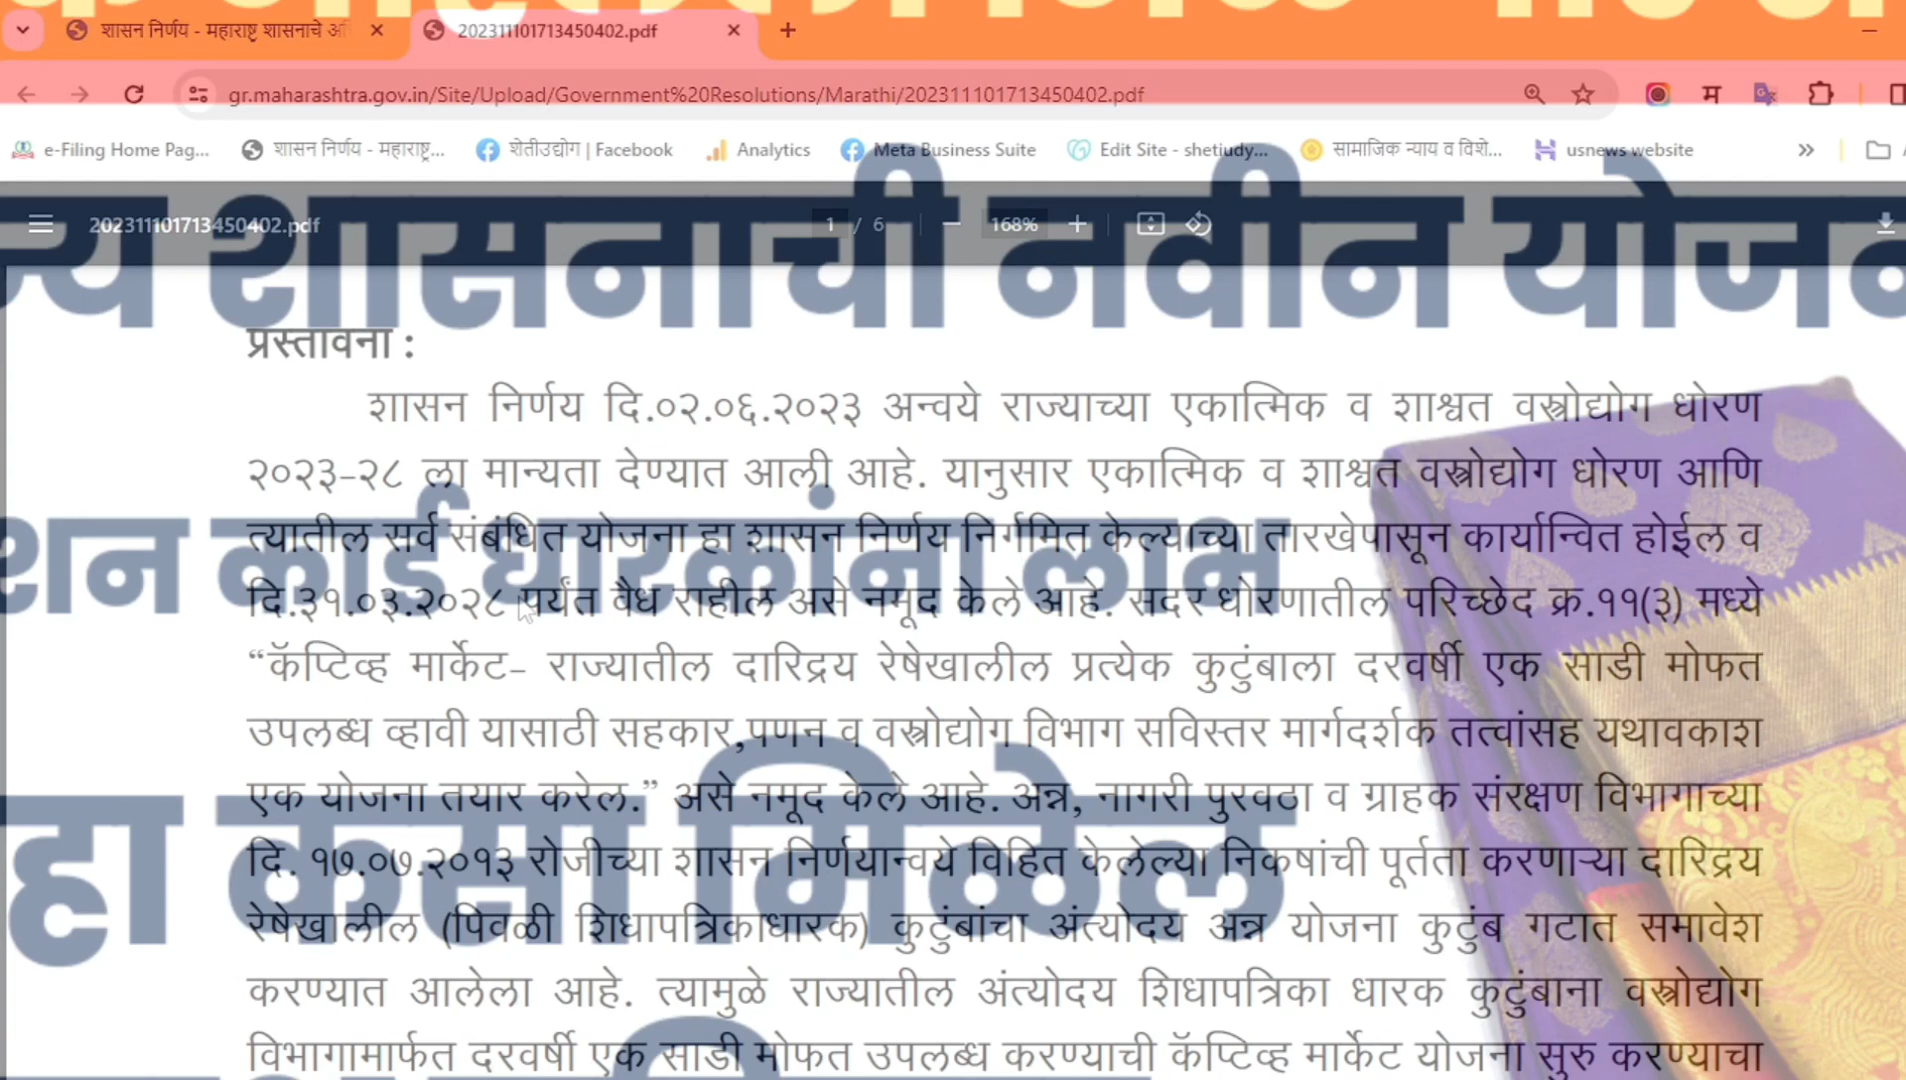 शासन निर्णय - महाराष्ट्र शासनाचे
202311101713450402.pdf
gr.maharashtra.gov.in/Site/Upload/Government%20Resolutions/Marathi/202311101713450402.pdf
e-Filing Home Pag...
शासन निर्णय - महाराष्ट्र...
शेतीउद्योग | Facebook
Analytics
Meta Business Suite
Edit Site - shetiudy...
सामाजिक न्याय व विशे...
usnews website
202311101713450402.pdf
1 / 6
168%
शासनाची नवीन
प्रस्तावना :
शासन निर्णय दि.०२.०६.२०२३ अन्वये राज्याच्या एकात्मिक व शाश्वत वस्त्रोद्योग धोरण
२०२३-२८ ला मान्यता देण्यात आली आहे. यानुसार एकात्मिक व शाश्वत वस्त्रोद्योग धोरण आणि
त्यातील सर्व संबंधित योजना हा शासन निर्णय निर्गमित केल्याच्या तारखेपासून कार्यान्वित होईल व
कार्ड धारकांना लाभ
दि.३१.०३.२०२८ पर्यंत वैध राहील असे नमूद केले आहे. सदर धोरणातील परिच्छेद क्र.११(३) मध्ये
“कॅप्टिव्ह मार्केट- राज्यातील दारिद्रय रेषेखालील प्रत्येक कुटुंबाला दरवर्षी एक साडी मोफत
उपलब्ध व्हावी यासाठी सहकार,पणन व वस्त्रोद्योग विभाग सविस्तर मार्गदर्शक तत्वांसह यथावकाश
एक योजना तयार करेल.” असे नमूद केले आहे. अन्न, नागरी पुरवठा व ग्राहक संरक्षण विभागाच्या
दि. १७.०७.२०१३ रोजीच्या शासन निर्णयान्वये विहित केलेल्या निकषांची पूर्तता करणाऱ्या दारिद्रय
हा कसा मिळेल
रेषेखालील (पिवळी शिधापत्रिकाधारक) कुटुंबांचा अंत्योदय अन्न योजना कुटुंब गटात समावेश
करण्यात आलेला आहे. त्यामुळे राज्यातील अंत्योदय शिधापत्रिका धारक कुटुंबाना वस्त्रोद्योग
विभागामार्फत दरवर्षी एक साडी मोफत उपलब्ध करण्याची कॅप्टिव्ह मार्केट योजना सुरु करण्याचा